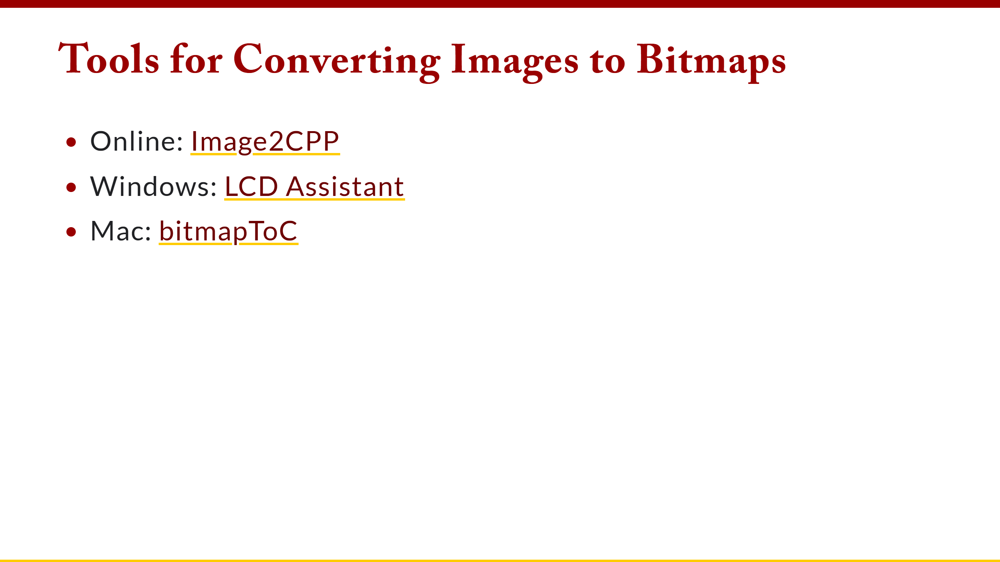 Tools for Converting Images to Bitmaps
• Online: Image2CPP
• Windows: LCD Assistant
• Mac: bitmapToC